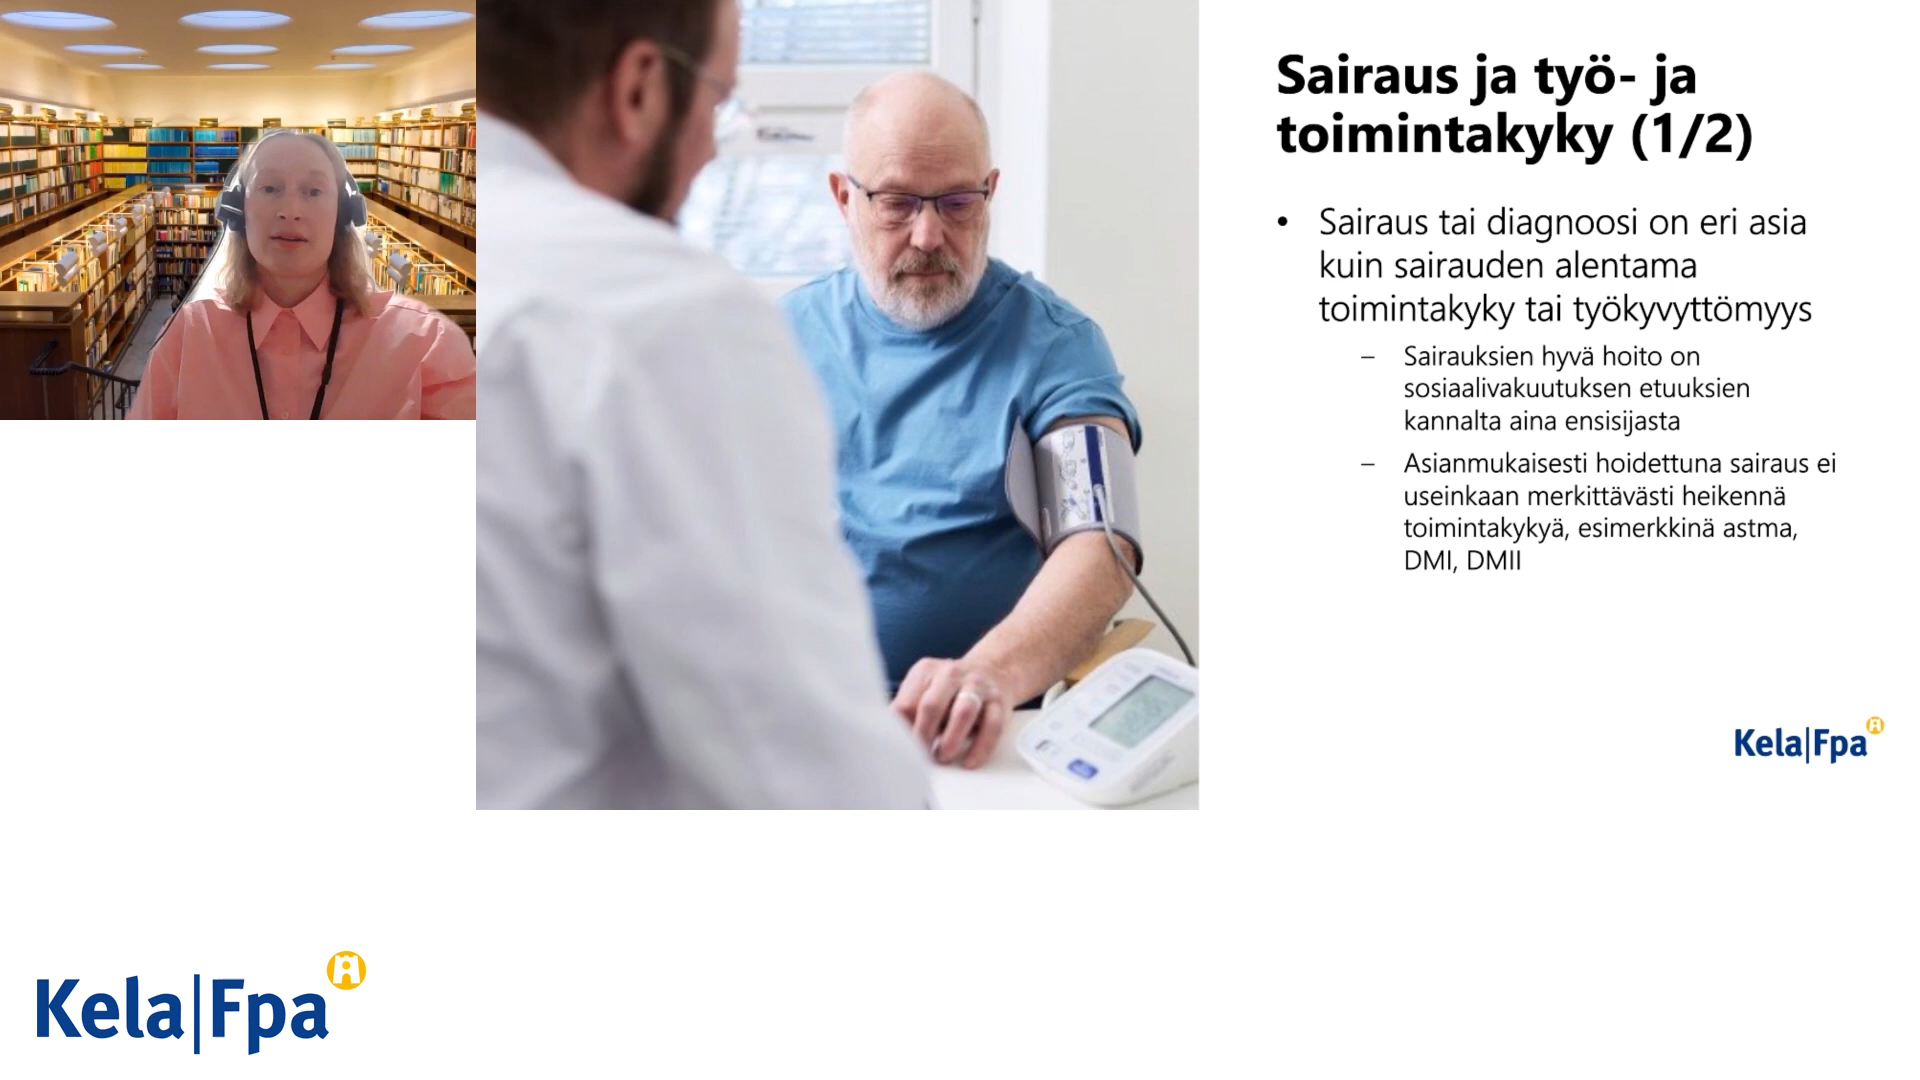 Sairaus ja työ- ja
toimintakyky (1/2)
• Sairaus tai diagnoosi on eri asia
kuin sairauden alentama
toimintakyky tai työkyvyttömyys
– Sairauksien hyvä hoito on
sosiaalivakuutuksen etuuksien
kannalta aina ensisijasta
– Asianmukaisesti hoidettuna sairaus ei
useinkaan merkittävästi heikennä
toimintakykyä, esimerkkinä astma,
DMI, DMII
Kela|Fpa
Kela|Fpa